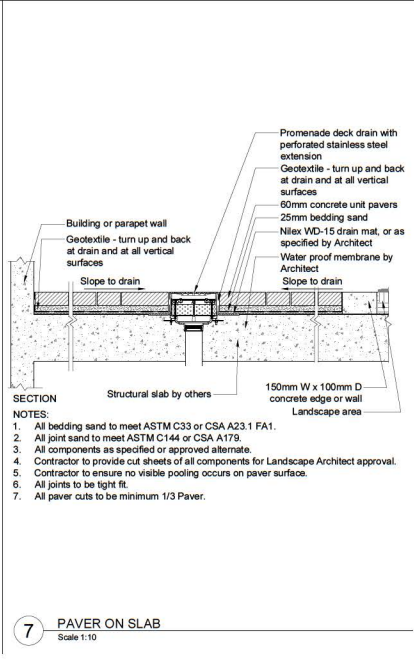 Promenade deck drain with
perforated stainless steel
extension
Geotextile - turn up and back
at drain and at all vertical
surfaces
60mm concrete unit pavers
25mm bedding sand
Nilex WD-15 drain mat, or as
specified by Architect
Water proof membrane by
Architect
Slope to drain
Building or parapet wall
Geotextile - turn up and back
at drain and at all vertical
surfaces
Slope to drain
Structural slab by others
150mm W x 100mm D
concrete edge or wall
Landscape area
SECTION
NOTES:
1. All bedding sand to meet ASTM C33 or CSA A23.1 FA1.
2. All joint sand to meet ASTM C144 or CSA A179.
3. All components as specified or approved alternate.
4. Contractor to provide cut sheets of all components for Landscape Architect approval.
5. Contractor to ensure no visible pooling occurs on paver surface.
6. All joints to be tight fit.
7. All paver cuts to be minimum 1/3 Paver.
7 PAVER ON SLAB
Scale 1:10